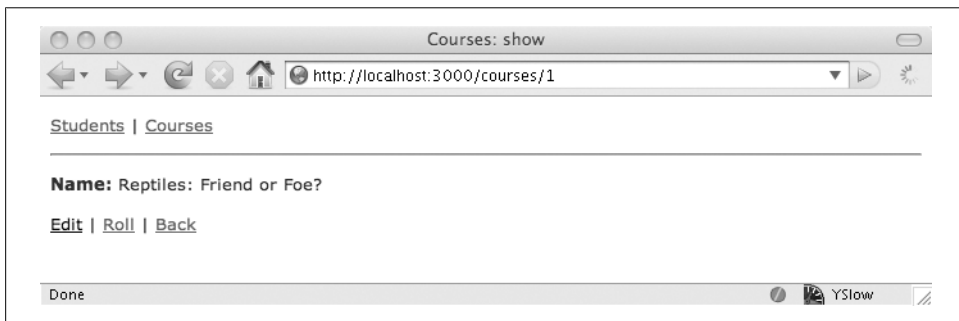 Courses: show
http://localhost:3000/courses/1
Students | Courses
Name: Reptiles: Friend or Foe?
Edit | Roll | Back
Done
YSlow